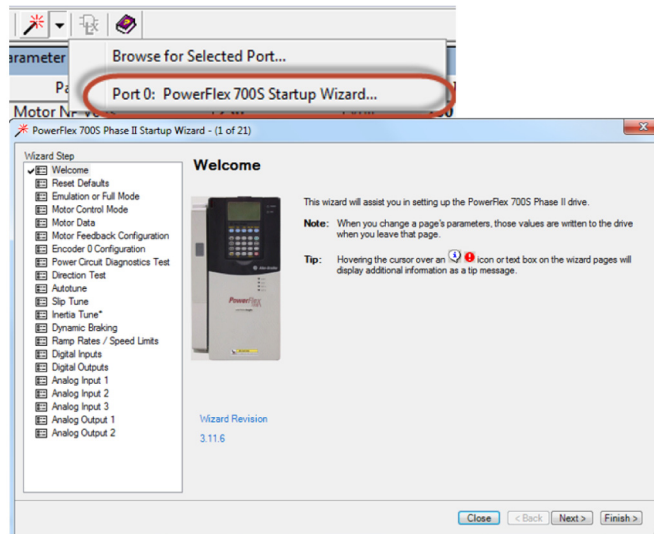 arameter
Browse for Selected Port...
Pa
Port 0:  PowerFlex 700S Startup Wizard...
PowerFlex 700S Phase II Startup Wizard - (1 of 21)
Wizard Step
Welcome
Reset Defaults
Emulation or Full Mode
Motor Control Mode
Motor Data
Motor Feedback Configuration
Encoder 0 Configuration
Power Circuit Diagnostics Test
Direction Test
Autotune
Slip Tune
Inertia Tune*
Dynamic Braking
Ramp Rates / Speed Limits
Digital Inputs
Digital Outputs
Analog Input 1
Analog Input 2
Analog Input 3
Analog Output 1
Analog Output 2
Welcome
This wizard will assist you in setting up the PowerFlex 700S Phase II drive.
Note: When you change a page's parameters, those values are written to the drive
when you leave that page.
Tip: Hovering the cursor over an icon or text box on the wizard pages will
display additional information as a tip message.
PowerFlex
Wizard Revision
3.11.6
Close
< Back
Next >
Finish >